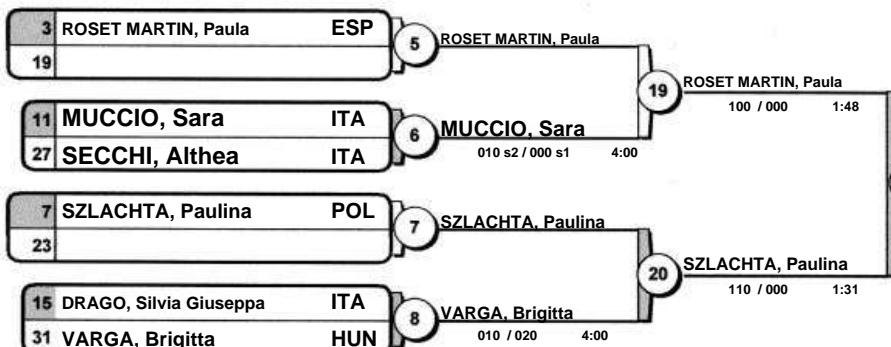 3 ROSET MARTIN, Paula ESP
19
5
ROSET MARTIN, Paula
11 MUCCIO, Sara ITA
27 SECCHI, Althea ITA
6
MUCCIO, Sara
010 s2 / 000 s1 4:00
19
ROSET MARTIN, Paula
100 / 000 1:48
7 SZLACHTA, Paulina POL
23
7
SZLACHTA, Paulina
15 DRAGO, Silvia Giuseppa ITA
31 VARGA, Brigitta HUN
8
VARGA, Brigitta
010 / 020 4:00
20
SZLACHTA, Paulina
110 / 000 1:31